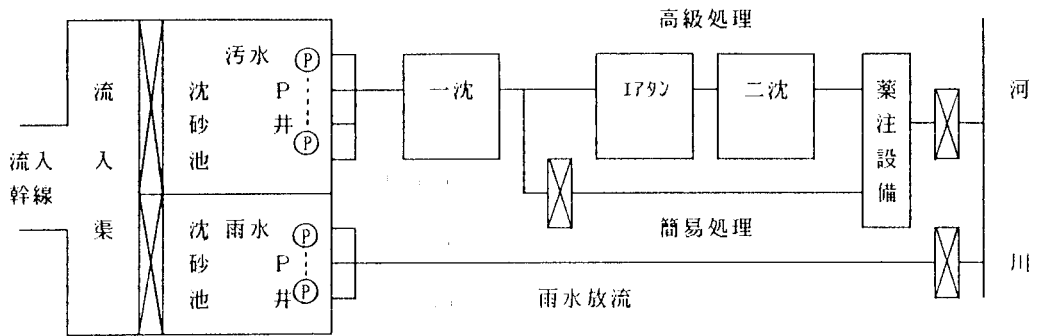 高級処理
汚水
流入渠
沈砂池
P井
P
P
一沈
エアタン
二沈
薬注設備
河川
流入
幹線
簡易処理
沈砂池
雨水
P井
P
P
雨水放流